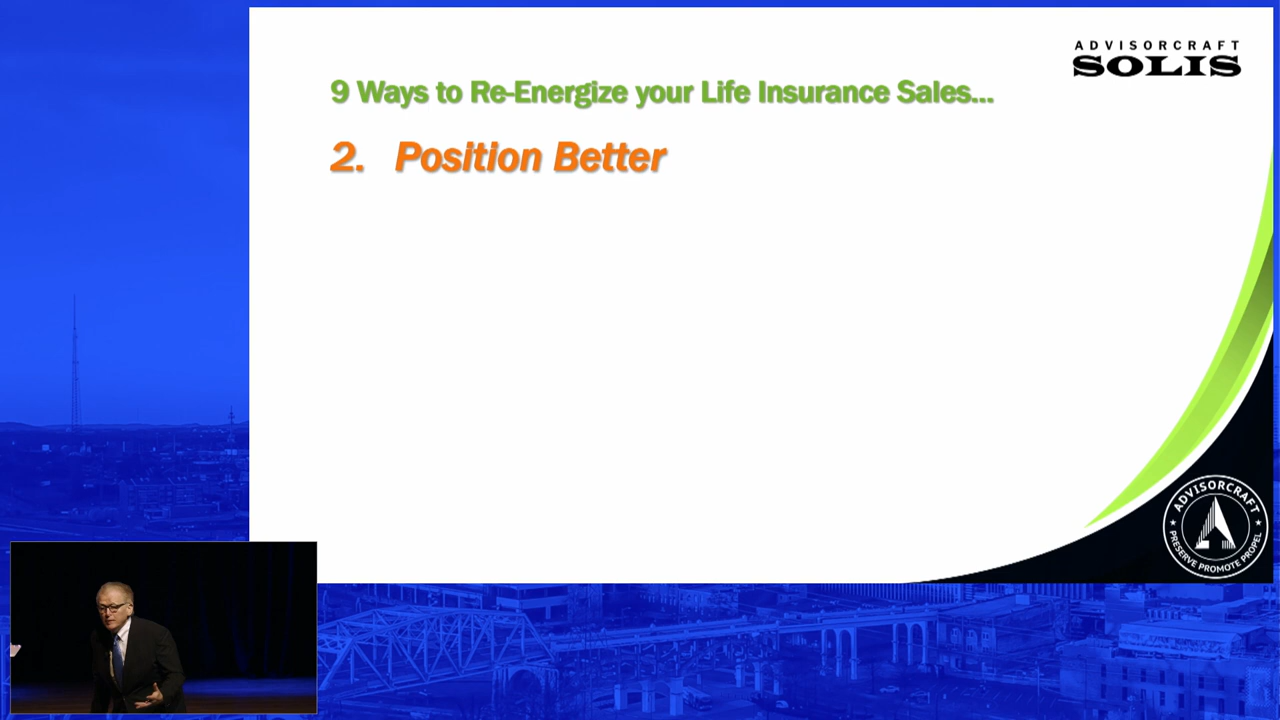 ADVISORCRAFT
SOLIS
9 Ways to Re-Energize your Life Insurance Sales...
2. Position Better
ADVISORCRAFT
PRESERVE PROMOTE PROPEL